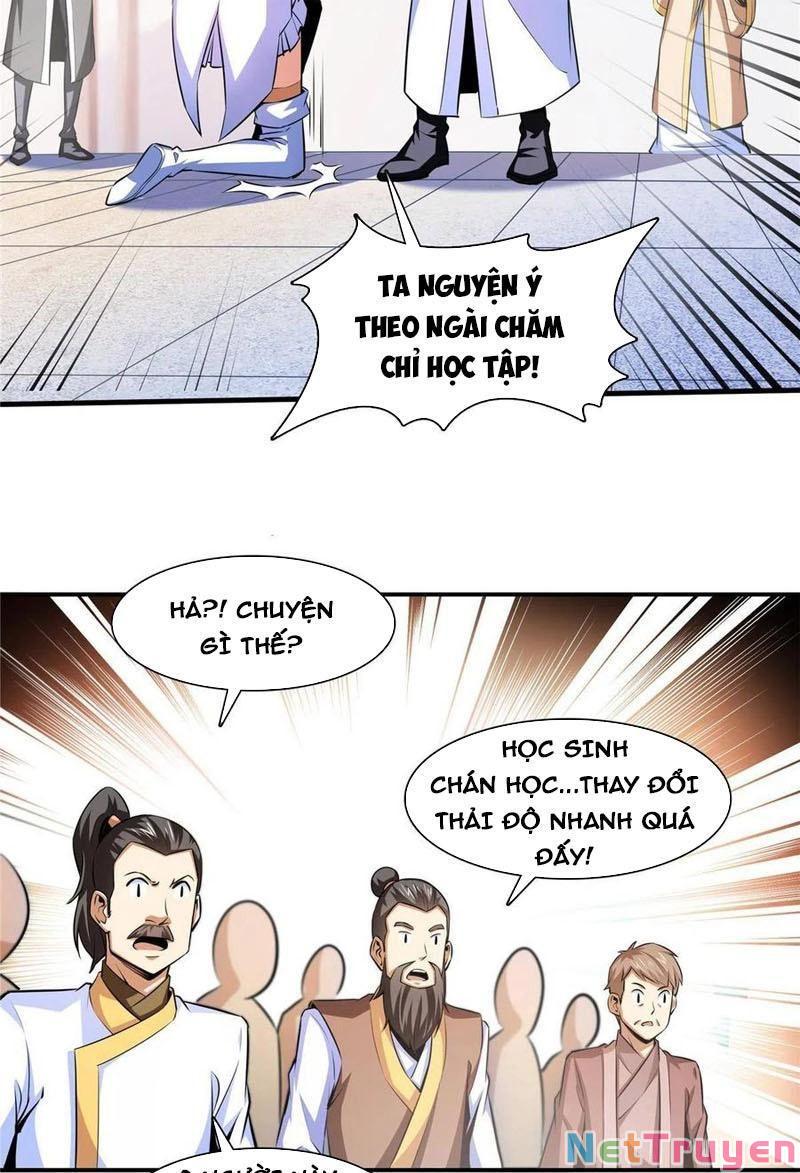 TA NGUYỆN Ý
THEO NGÀI CHĂM
CHỈ HỌC TẬP!
HẢ?! CHUYỆN
GÌ THẾ?
HỌC SINH
CHÁN HỌC...THAY ĐỔI
THÁI ĐỘ NHANH QUÁ
ĐẤY!
NetTruyen